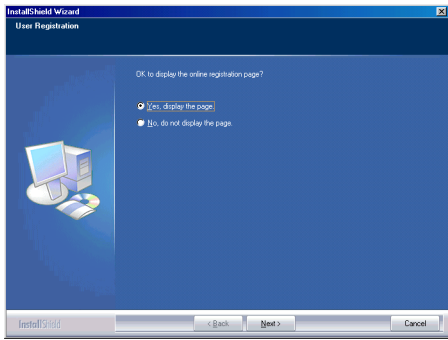 InstallShield Wizard
User Registration
OK to display the online registration page?
Yes, display the page.
No, do not display the page.
InstallShield
< Back
Next >
Cancel